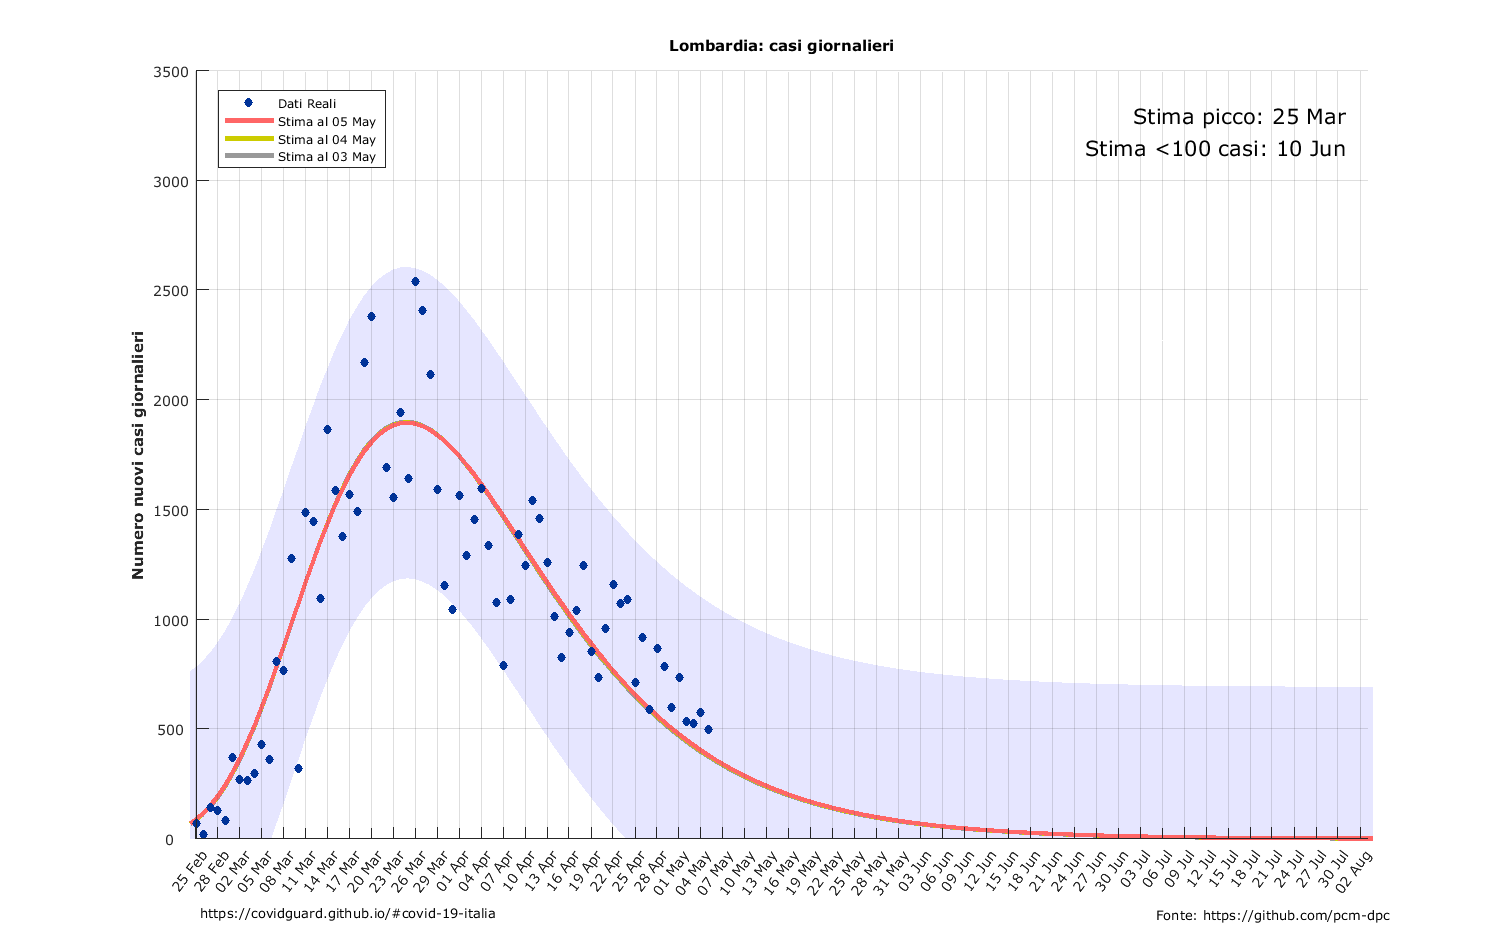 Lombardia: casi giornalieri
3500
3000
2500
2000
1500
1000
500
0
Numero nuovi casi giornalieri
Dati Reali
Stima al 05 May
Stima al 04 May
Stima al 03 May
Stima picco: 25 Mar
Stima <100 casi: 10 Jun
25 Feb
28 Feb
02 Mar
05 Mar
08 Mar
11 Mar
14 Mar
17 Mar
20 Mar
23 Mar
26 Mar
29 Mar
01 Apr
04 Apr
07 Apr
10 Apr
13 Apr
16 Apr
19 Apr
22 Apr
25 Apr
28 Apr
01 May
04 May
07 May
10 May
13 May
16 May
19 May
22 May
25 May
28 May
31 May
03 Jun
06 Jun
09 Jun
12 Jun
15 Jun
18 Jun
21 Jun
24 Jun
27 Jun
30 Jun
03 Jul
06 Jul
09 Jul
12 Jul
15 Jul
18 Jul
21 Jul
24 Jul
27 Jul
30 Jul
02 Aug
https://covidguard.github.io/#covid-19-italia
Fonte: https://github.com/pcm-dpc